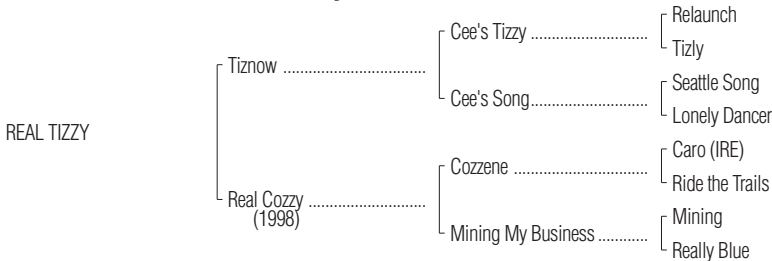 Relaunch
Cee's Tizzy ..............................
Tizly
Tiznow ....................................
Seattle Song
Cee's Song..............................
Lonely Dancer
REAL TIZZY
Caro (IRE)
Cozzene ..................................
Ride the Trails
Real Cozzy ..............................
(1998)
Mining
Mining My Business .............
Really Blue